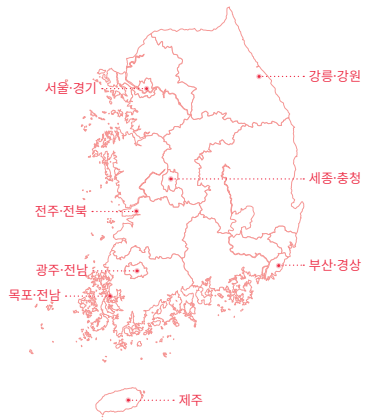 강릉·강원
서울·경기
세종·충청
전주·전북
광주·전남
부산·경상
목포·전남
제주